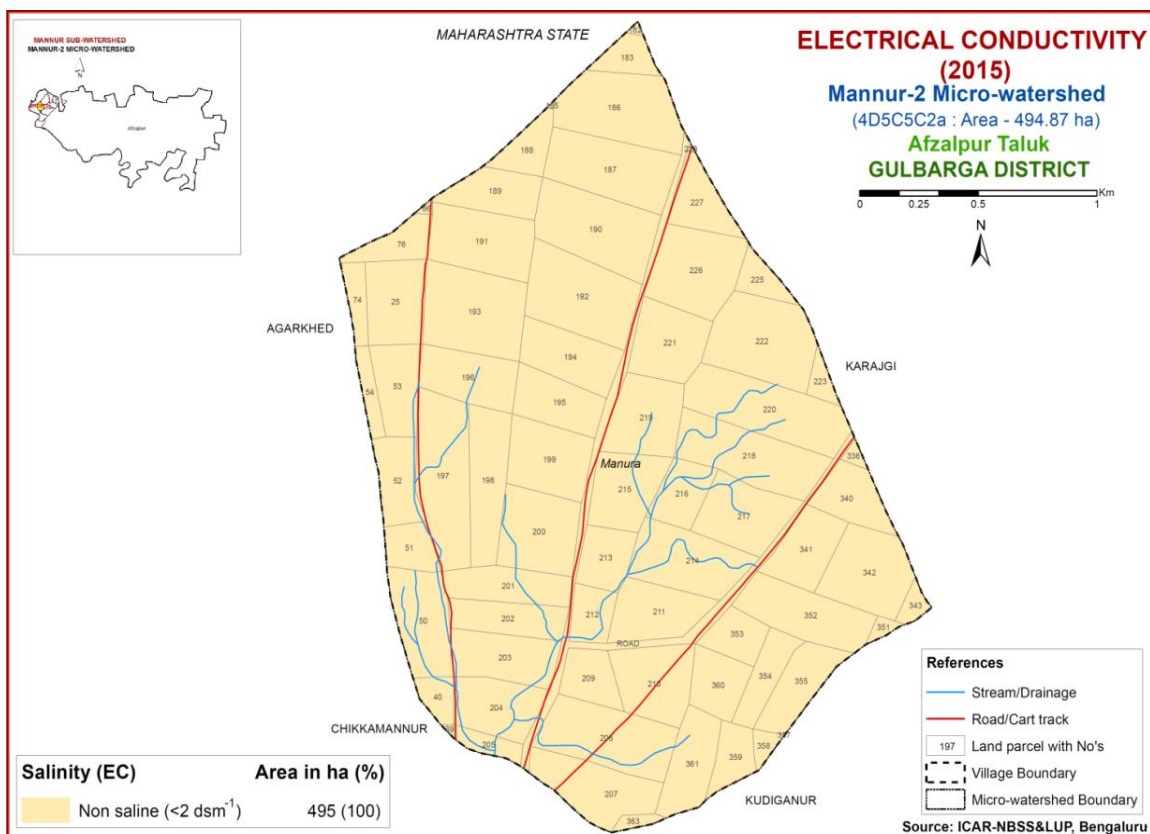 MANNUR SUB-WATERSHED
MANNUR-2 MICRO-WATERSHED
N
Afzalpur
MAHARASHTRA STATE
ELECTRICAL CONDUCTIVITY
(2015)
Mannur-2 Micro-watershed
(4D5C5C2a : Area - 494.87 ha)
Afzalpur Taluk
GULBARGA DISTRICT
Km
0 0.25 0.5 1
N
183
186
188
187
189
227
190
76
191
226
225
74
25
192
193
AGARKHED
221
222
194
KARAJGI
196
53
54
223
195
220
219
199
Manura
218
336
197
198
52
215
216
340
217
200
51
213
341
214
342
201
343
212
211
50
202
352
351
353
ROAD
203
209
210
354
355
360
40
204
CHIKKAMANNUR
205
206
358
359
361
207
KUDIGANUR
363
References
Stream/Drainage
Road/Cart track
197 Land parcel with No's
Village Boundary
Micro-watershed Boundary
Salinity (EC) Area in ha (%)
Non saline (<2 dsm⁻¹) 495 (100)
Source: ICAR-NBSS&LUP, Bengaluru